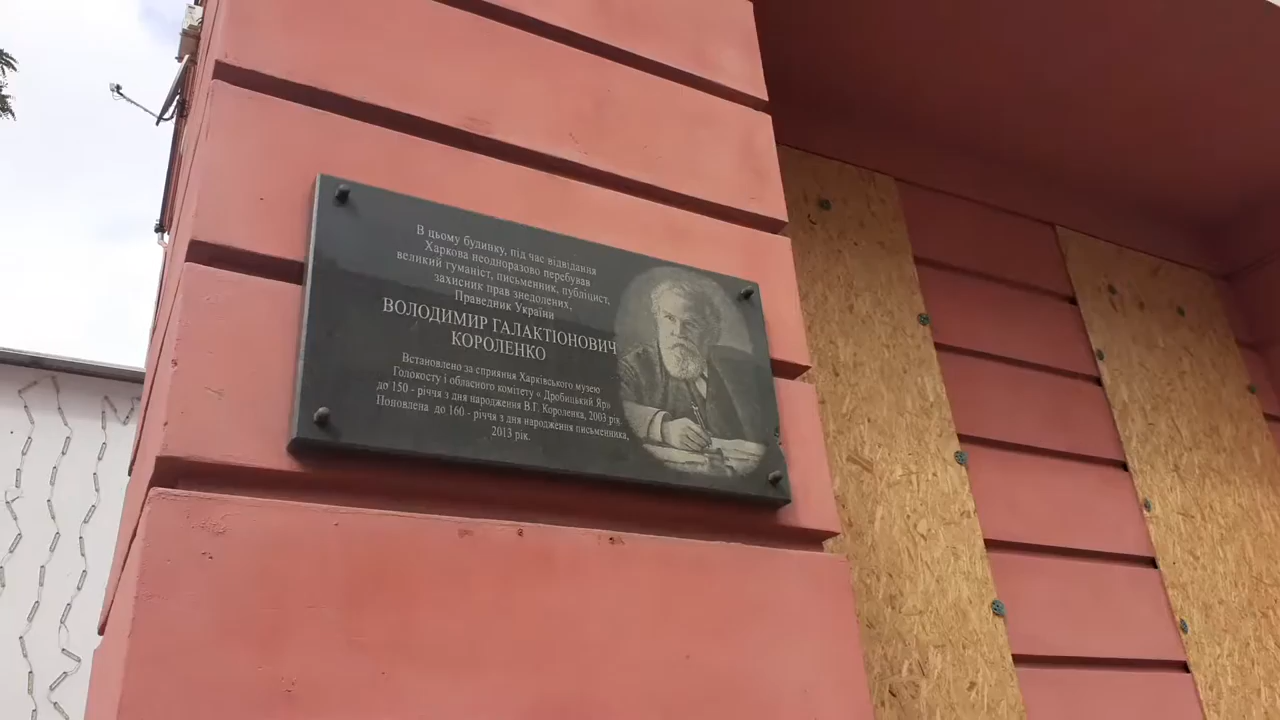 В цьому будинку, під час відвідання
Харкова неодноразово перебував
великий гуманіст, письменник, публіцист,
захисник прав знедолених,
Праведник України
ВОЛОДИМИР ГАЛАКТІОНОВИЧ
КОРОЛЕНКО
Встановлено за сприяння Харківського музею
Голокосту і обласного комітету « Дробицький Яр»
до 150 - річчя з дня народження В.Г. Короленка, 2003 рік.
Поновлена до 160 - річчя з дня народження письменника,
2013 рік.